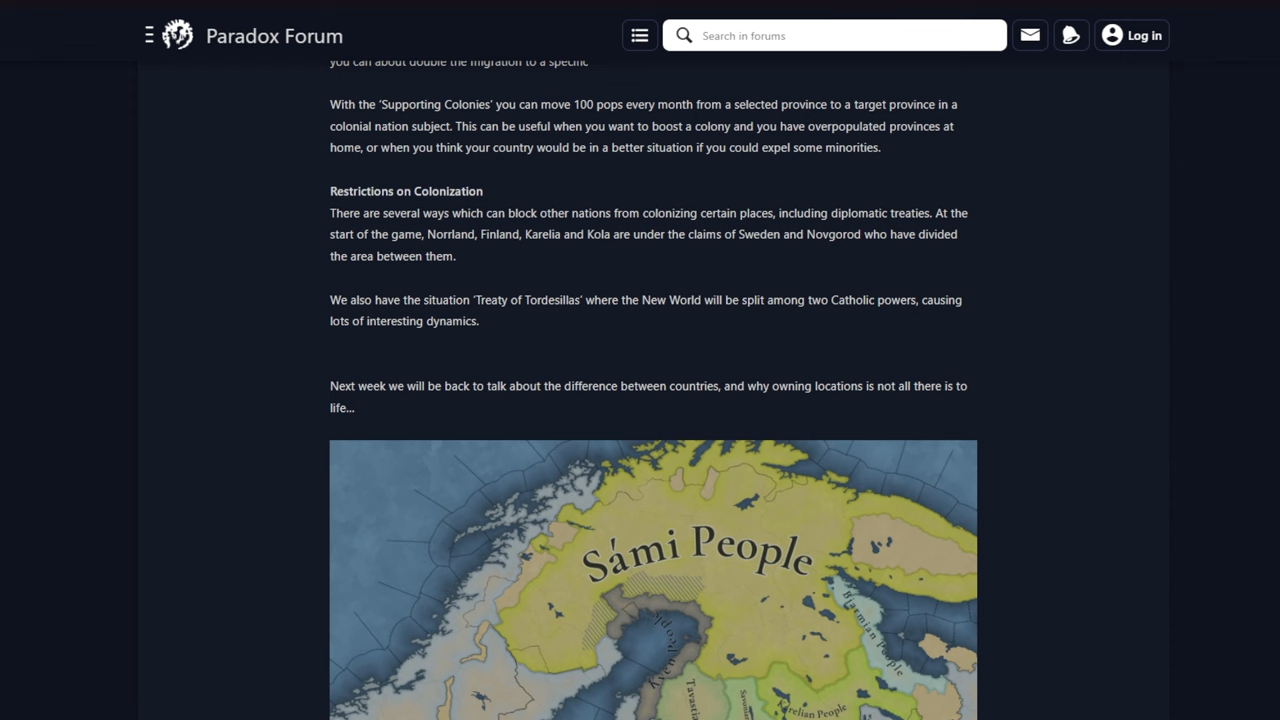 Paradox Forum
Search in forums
Log in
you can about double the migration to a specific
With the ‘Supporting Colonies’ you can move 100 pops every month from a selected province to a target province in a
colonial nation subject. This can be useful when you want to boost a colony and you have overpopulated provinces at
home, or when you think your country would be in a better situation if you could expel some minorities.
Restrictions on Colonization
There are several ways which can block other nations from colonizing certain places, including diplomatic treaties. At the
start of the game, Norrland, Finland, Karelia and Kola are under the claims of Sweden and Novgorod who have divided
the area between them.
We also have the situation ‘Treaty of Tordesillas’ where the New World will be split among two Catholic powers, causing
lots of interesting dynamics.
Next week we will be back to talk about the difference between countries, and why owning locations is not all there is to
life...
Sámi People
Bjarmian People
Karelian People